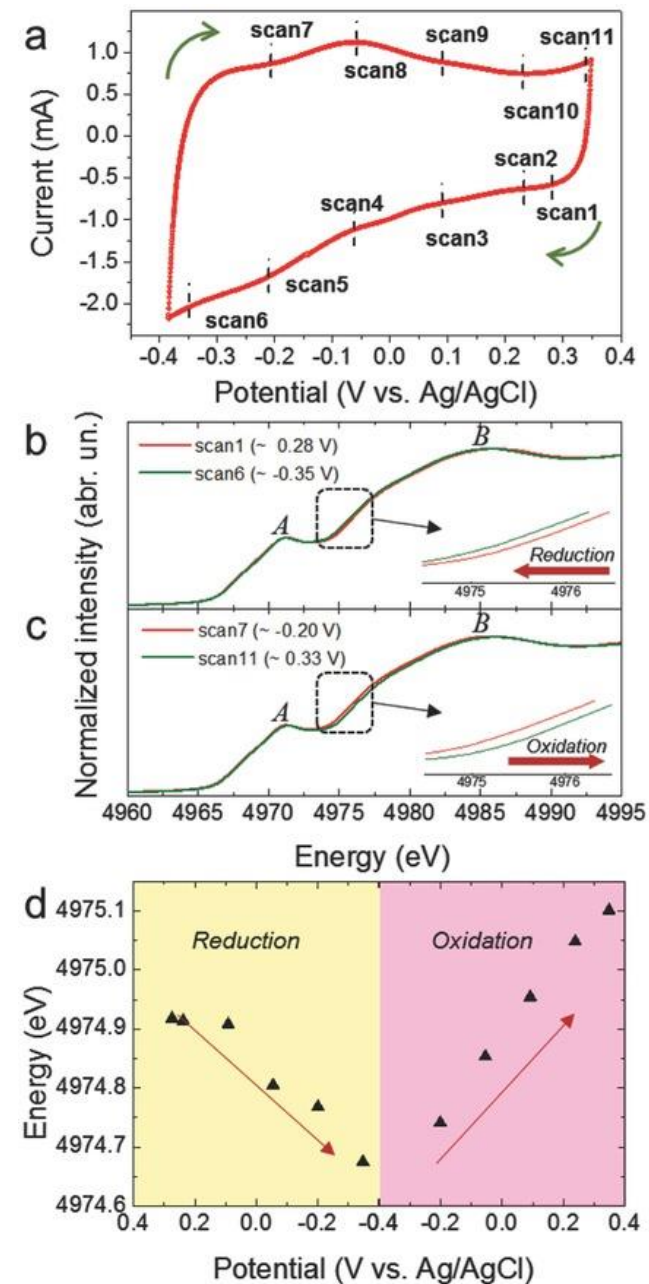 a
scan7
scan9
scan11
scan8
scan10
scan2
scan4
scan1
scan3
scan5
scan6
1.0
0.5
0.0
-0.5
-1.0
-1.5
-2.0
Current (mA)
-0.4 -0.3 -0.2 -0.1 0.0 0.1 0.2 0.3 0.4
Potential (V vs. Ag/AgCl)
b
scan1 (~ 0.28 V)
scan6 (~ -0.35 V)
A
B
Reduction
4975 4976
c
scan7 (~ -0.20 V)
scan11 (~ 0.33 V)
A
B
Oxidation
4975 4976
Normalized intensity (abr. un.)
4960 4965 4970 4975 4980 4985 4990 4995
Energy (eV)
d
Reduction
Oxidation
4975.1
4975.0
4974.9
4974.8
4974.7
4974.6
Energy (eV)
0.4 0.2 0.0 -0.2 -0.4 -0.2 0.0 0.2 0.4
Potential (V vs. Ag/AgCl)